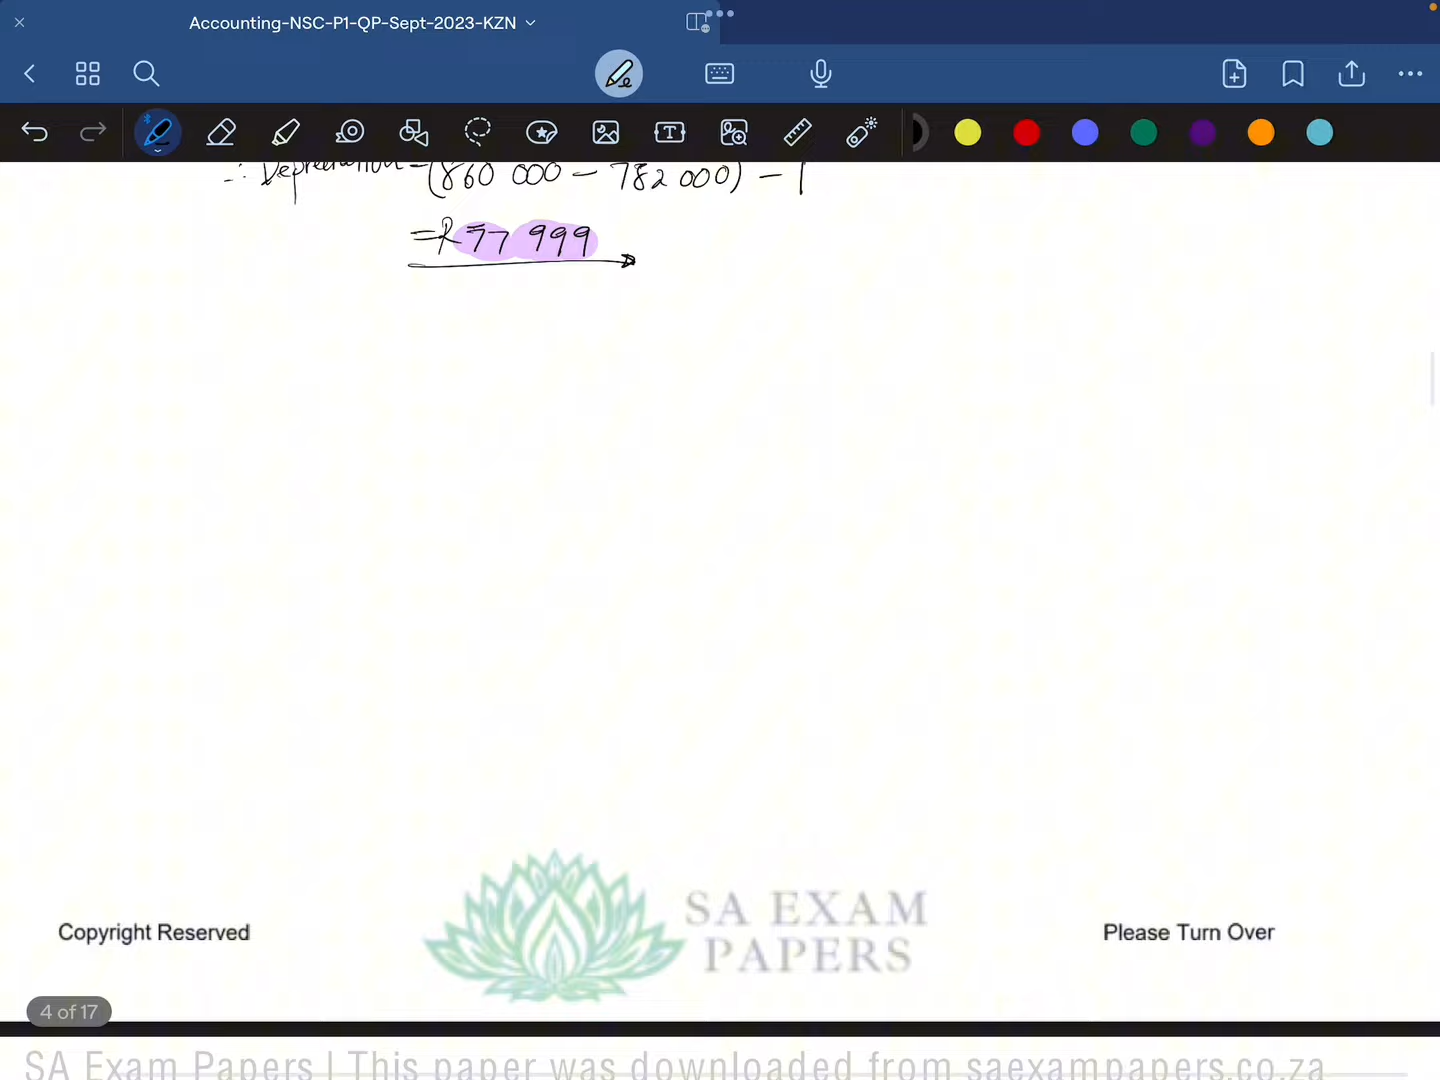 Accounting-NSC-P1-QP-Sept-2023-KZN
∴ Depreciation = (860 000 − 782 000) − 1
= R77 999
SA EXAM
PAPERS
Copyright Reserved
Please Turn Over
4 of 17
SA Exam Papers | This paper was downloaded from saexampapers.co.za